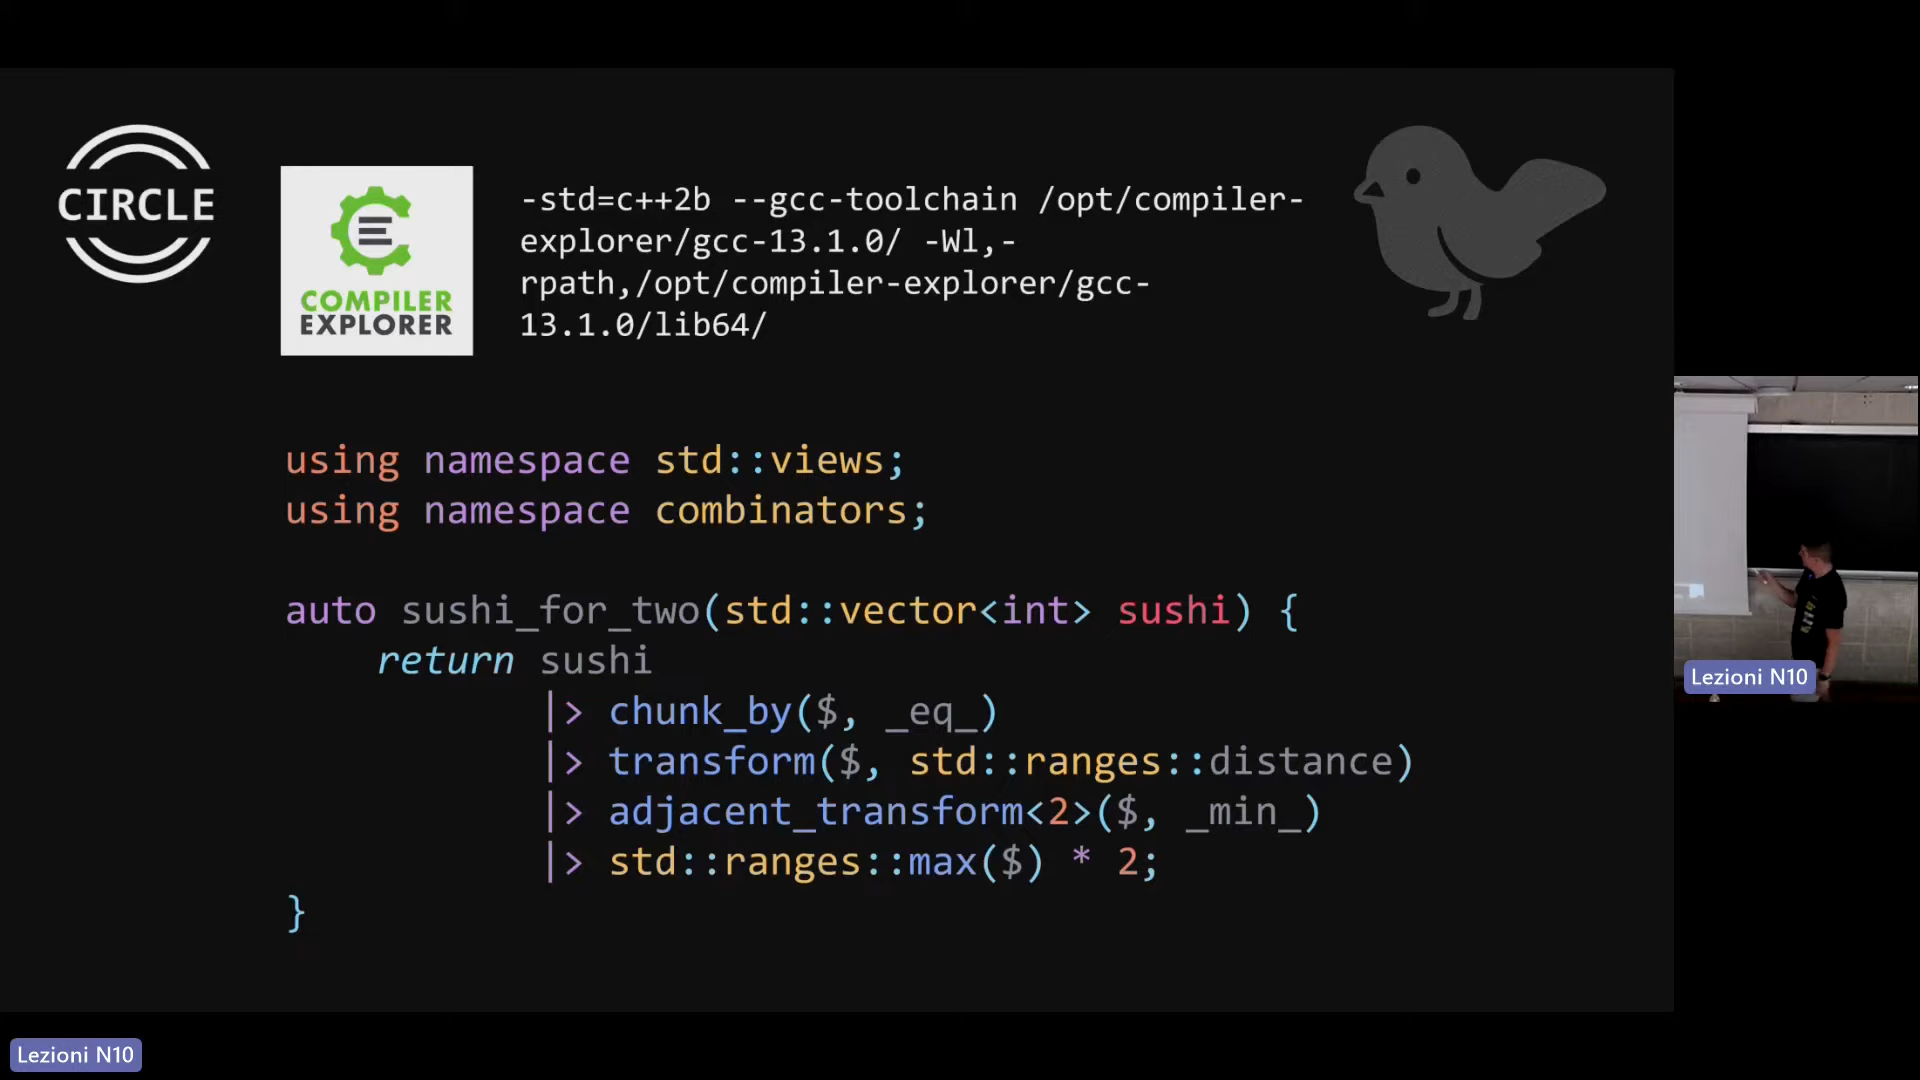 CIRCLE
COMPILER
EXPLORER
-std=c++2b --gcc-toolchain /opt/compiler-
explorer/gcc-13.1.0/ -Wl,-
rpath,/opt/compiler-explorer/gcc-
13.1.0/lib64/
using namespace std::views;
using namespace combinators;
auto sushi_for_two(std::vector<int> sushi) {
    return sushi
        |> chunk_by($, _eq_)
        |> transform($, std::ranges::distance)
        |> adjacent_transform<2>($, _min_)
        |> std::ranges::max($) * 2;
}
Lezioni N10
Lezioni N10